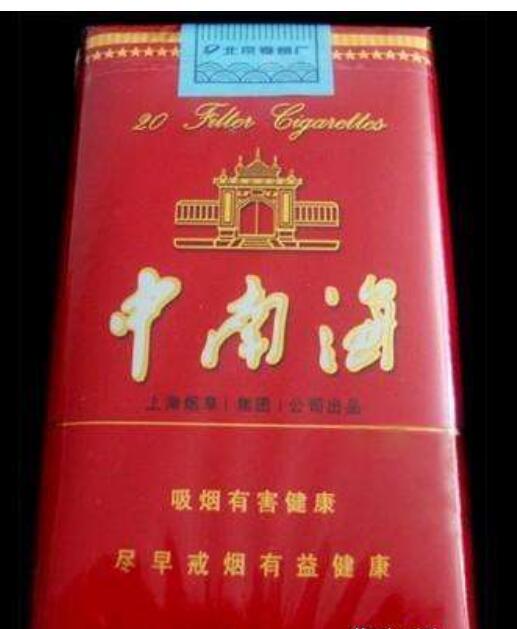 北京卷烟厂
20 Filter Cigarettes
中南海
上海烟草|集团|公司出品
吸烟有害健康
尽早戒烟有益健康